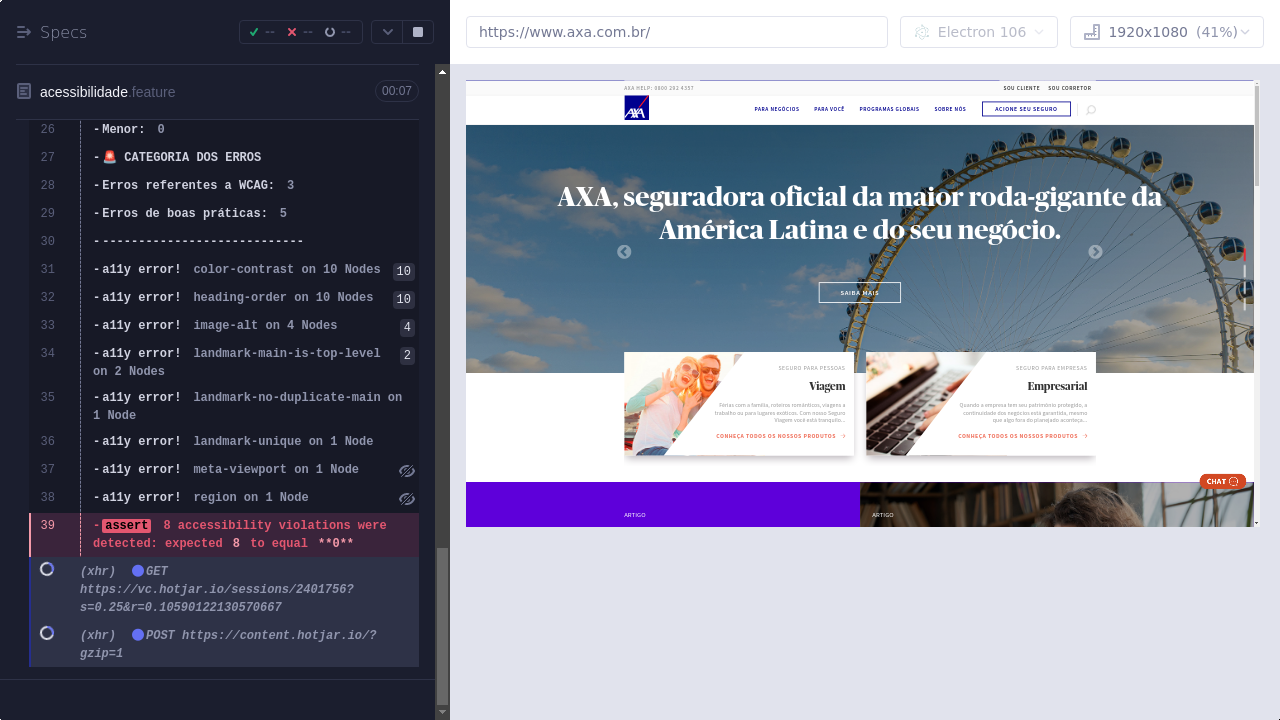 Specs
--
--
--
https://www.axa.com.br/
Electron 106
1920x1080 (41%)
acessibilidade.feature
00:07
26 -Menor: 0
27 -🚨 CATEGORIA DOS ERROS
28 -Erros referentes a WCAG: 3
29 -Erros de boas práticas: 5
30 -----------------------------
31 -a11y error! color-contrast on 10 Nodes 10
32 -a11y error! heading-order on 10 Nodes 10
33 -a11y error! image-alt on 4 Nodes 4
34 -a11y error! landmark-main-is-top-level 2
on 2 Nodes
35 -a11y error! landmark-no-duplicate-main on
1 Node
36 -a11y error! landmark-unique on 1 Node
37 -a11y error! meta-viewport on 1 Node
38 -a11y error! region on 1 Node
39 -assert 8 accessibility violations were
detected: expected 8 to equal **0**
(xhr) GET
https://vc.hotjar.io/sessions/2401756?
s=0.25&r=0.10590122130570667
(xhr) POST https://content.hotjar.io/?
gzip=1
AXA HELP: 0800 292 4357
SOU CLIENTE SOU CORRETOR
AXA
PARA NEGÓCIOS PARA VOCÊ PROGRAMAS GLOBAIS SOBRE NÓS ACIONE SEU SEGURO
AXA, seguradora oficial da maior roda-gigante da
América Latina e do seu negócio.
SAIBA MAIS
SEGURO PARA PESSOAS
Viagem
Férias com a família, roteiros românticos, viagens a
trabalho ou para lugares exóticos. Com nosso Seguro
Viagem você está tranquilo...
CONHEÇA TODOS OS NOSSOS PRODUTOS
SEGURO PARA EMPRESAS
Empresarial
Quando a empresa tem seu patrimônio protegido, a
continuidade dos negócios está garantida, mesmo
que algo fora do planejado aconteça...
CONHEÇA TODOS OS NOSSOS PRODUTOS
CHAT
ARTIGO
ARTIGO